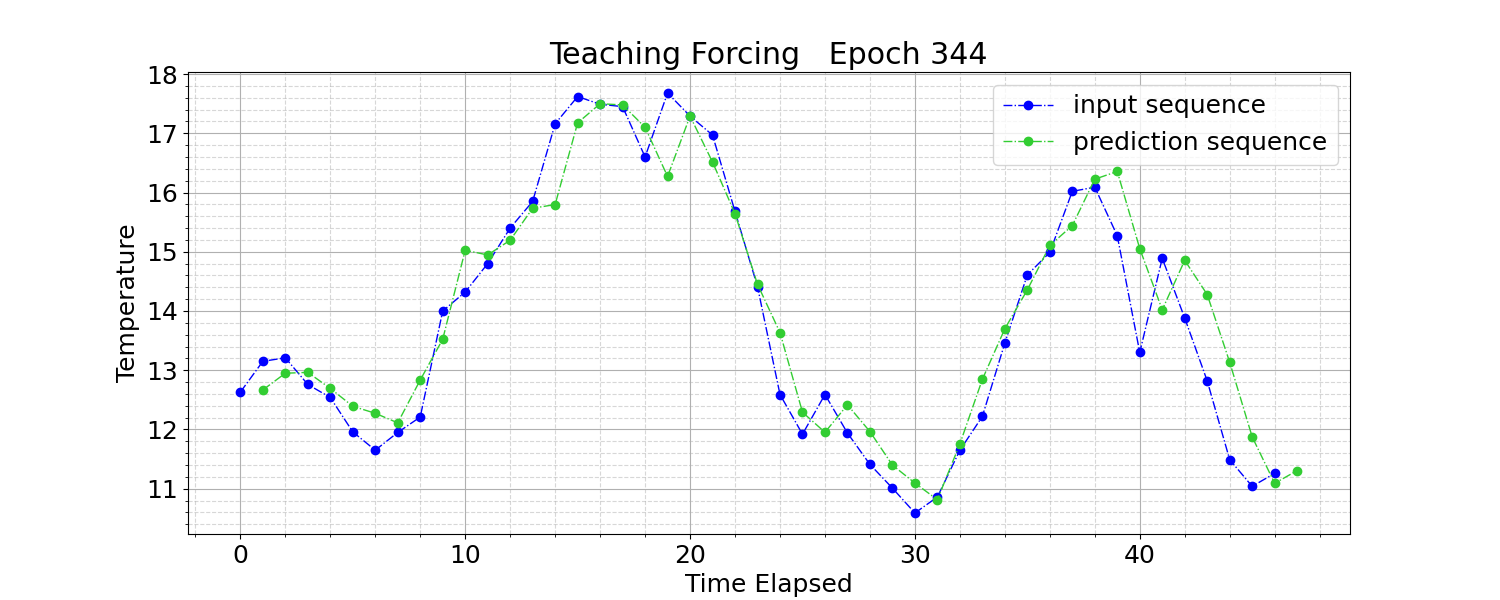 Teaching Forcing   Epoch 344
input sequence
prediction sequence
18
17
16
15
14
13
12
11
Temperature
0 10 20 30 40
Time Elapsed